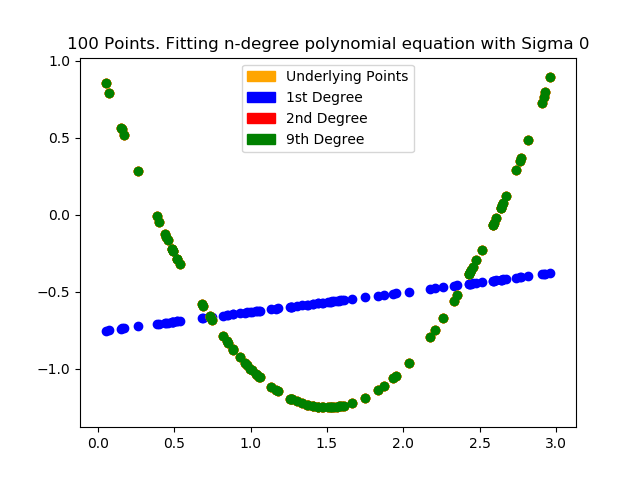 100 Points. Fitting n-degree polynomial equation with Sigma 0
Underlying Points
1st Degree
2nd Degree
9th Degree
1.0
0.5
0.0
−0.5
−1.0
0.0 0.5 1.0 1.5 2.0 2.5 3.0